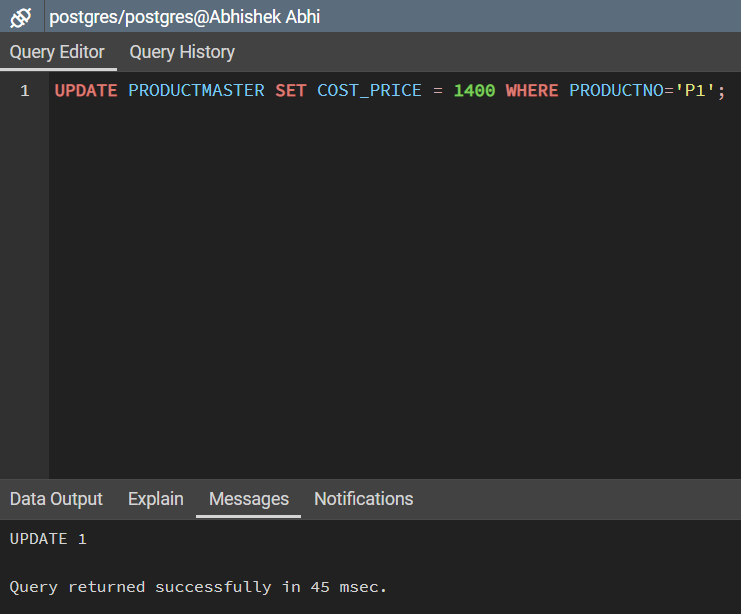 postgres/postgres@Abhishek Abhi
Query Editor Query History
1 UPDATE PRODUCTMASTER SET COST_PRICE = 1400 WHERE PRODUCTNO='P1';
Data Output Explain Messages Notifications
UPDATE 1
Query returned successfully in 45 msec.